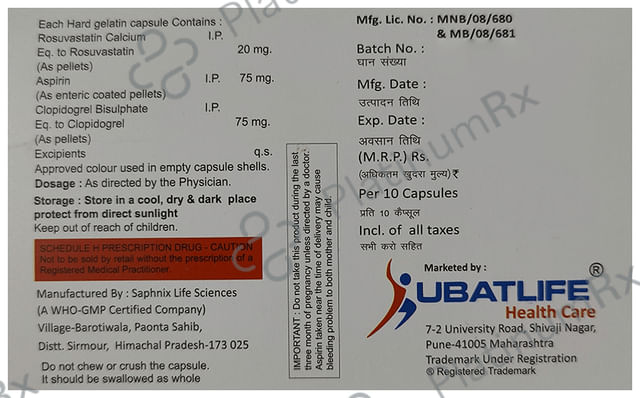 Each Hard gelatin capsule Contains :
Rosuvastatin Calcium I.P.
Eq. to Rosuvastatin 20 mg.
(As pellets)
Aspirin I.P. 75 mg.
(As enteric coated pellets)
Clopidogrel Bisulphate I.P.
Eq. to Clopidogrel 75 mg.
(As pellets)
Excipients q.s.
Approved colour used in empty capsule shells.
Dosage : As directed by the Physician.
Storage : Store in a cool, dry & dark place
protect from direct sunlight
Keep out of reach of children.
SCHEDULE H PRESCRIPTION DRUG - CAUTION
Not to be sold by retail without the prescription of a
Registered Medical Practitioner.
Manufactured By : Saphnix Life Sciences
(A WHO-GMP Certified Company)
Village-Barotiwala, Paonta Sahib,
Distt. Sirmour, Himachal Pradesh-173 025
Do not chew or crush the capsule.
It should be swallowed as whole
IMPORTANT : Do not take this product during the last
three month of pregnancy unless directed by a doctor.
Aspirin taken near the time of delivery may cause
bleeding problem to both mother and child.
Mfg. Lic. No. : MNB/08/680
& MB/08/681
Batch No. :
घान संख्या
Mfg. Date :
उत्पादन तिथि
Exp. Date :
अवसान तिथि
(M.R.P.) Rs.
(अधिकतम खुदरा मुल्य) ₹
Per 10 Capsules
प्रति 10 कैप्सूल
Incl. of all taxes
सभी करो सहित
Marketed by :
UBATLIFE ®
Health Care
7-2 University Road, Shivaji Nagar,
Pune-41005 Maharashtra
Trademark Under Registration
® Registered Trademark
PlatinumRx
PlatinumRx
PlatinumRx
Rx